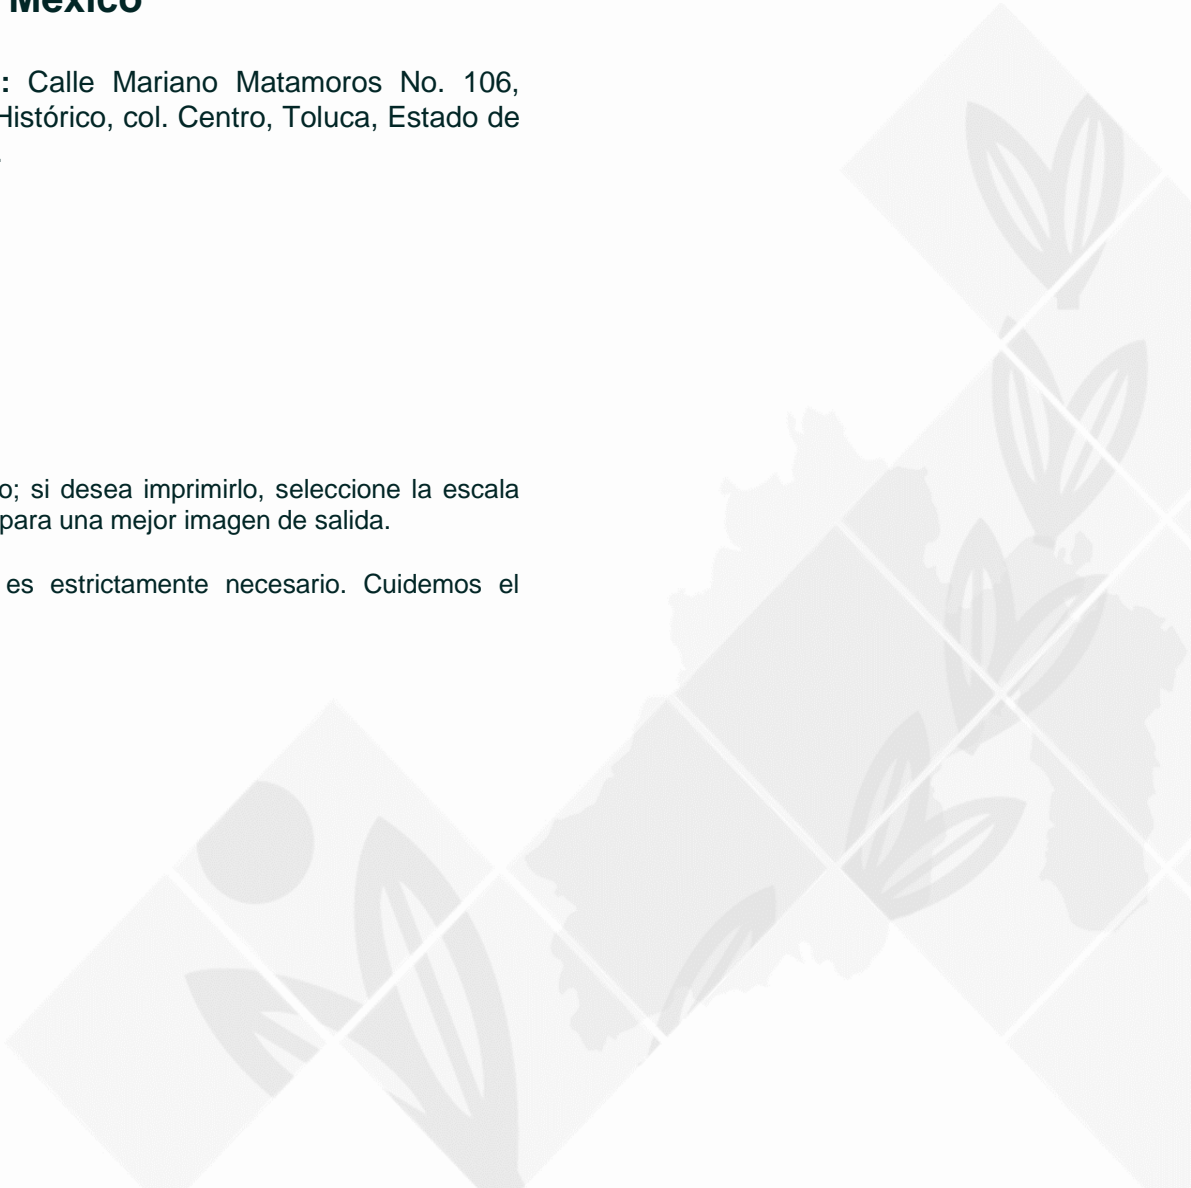 México
: Calle Mariano Matamoros No. 106,
Histórico, col. Centro, Toluca, Estado de
.
o; si desea imprimirlo, seleccione la escala
para una mejor imagen de salida.
es estrictamente necesario. Cuidemos el